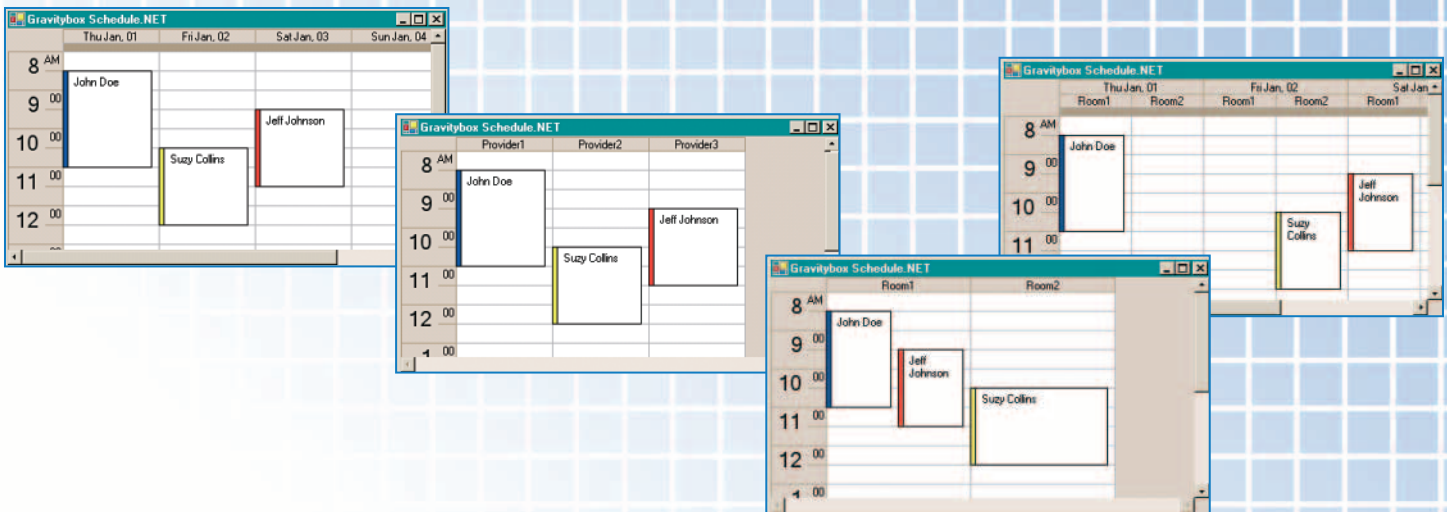 Gravitybox Schedule.NET
Thu Jan, 01 Fri Jan, 02 Sat Jan, 03 Sun Jan, 04
8 AM
John Doe
9 00
Jeff Johnson
10 00
Suzy Collins
11 00
12 00
Gravitybox Schedule.NET
Provider1 Provider2 Provider3
8 AM
John Doe
9 00
Jeff Johnson
10 00
Suzy Collins
11 00
12 00
1 00
Gravitybox Schedule.NET
Thu Jan, 01 Fri Jan, 02 Sat Jan
Room1 Room2 Room1 Room2 Room1
8 AM
John Doe
9 00
Jeff
Johnson
10 00
Suzy
Collins
11 00
Gravitybox Schedule.NET
Room1 Room2
8 AM
John Doe
9 00
Jeff
Johnson
10 00
Suzy Collins
11 00
12 00
1 00